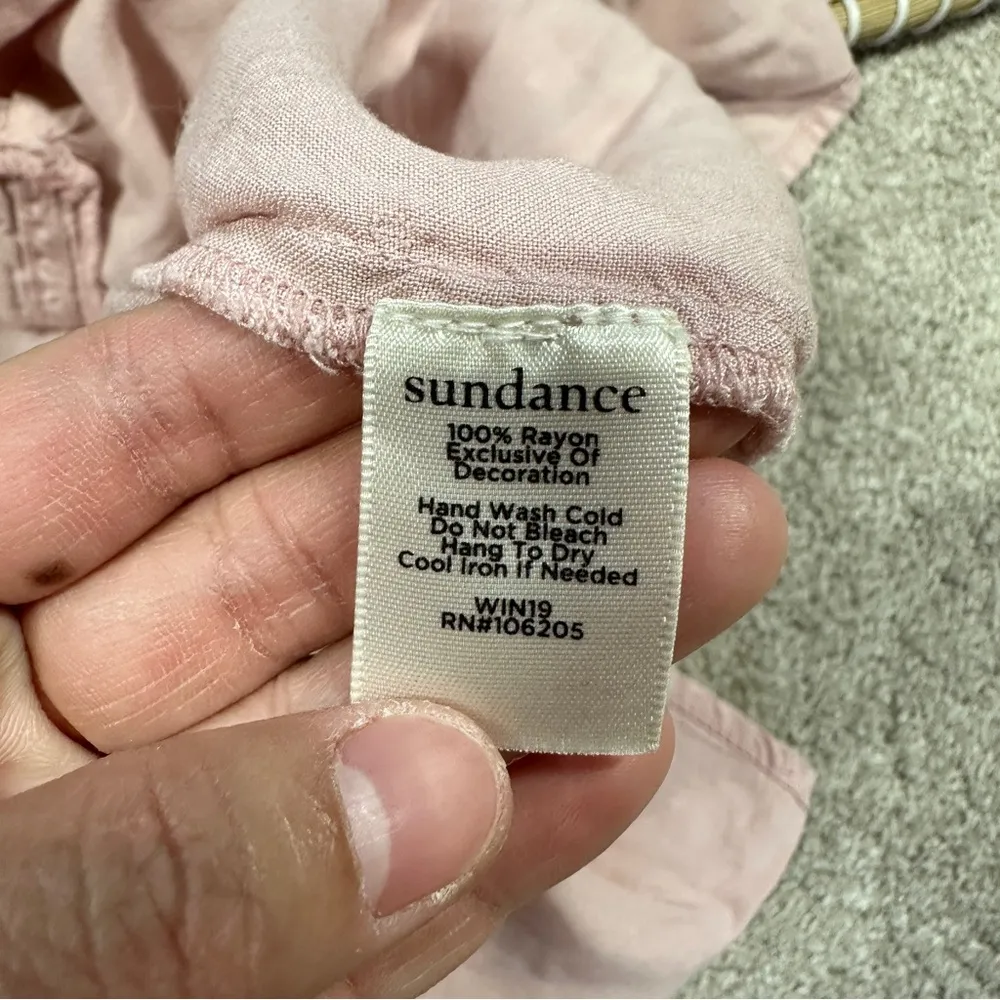 sundance
100% Rayon
Exclusive Of
Decoration
Hand Wash Cold
Do Not Bleach
Hang To Dry
Cool Iron If Needed
WIN19
RN#106205